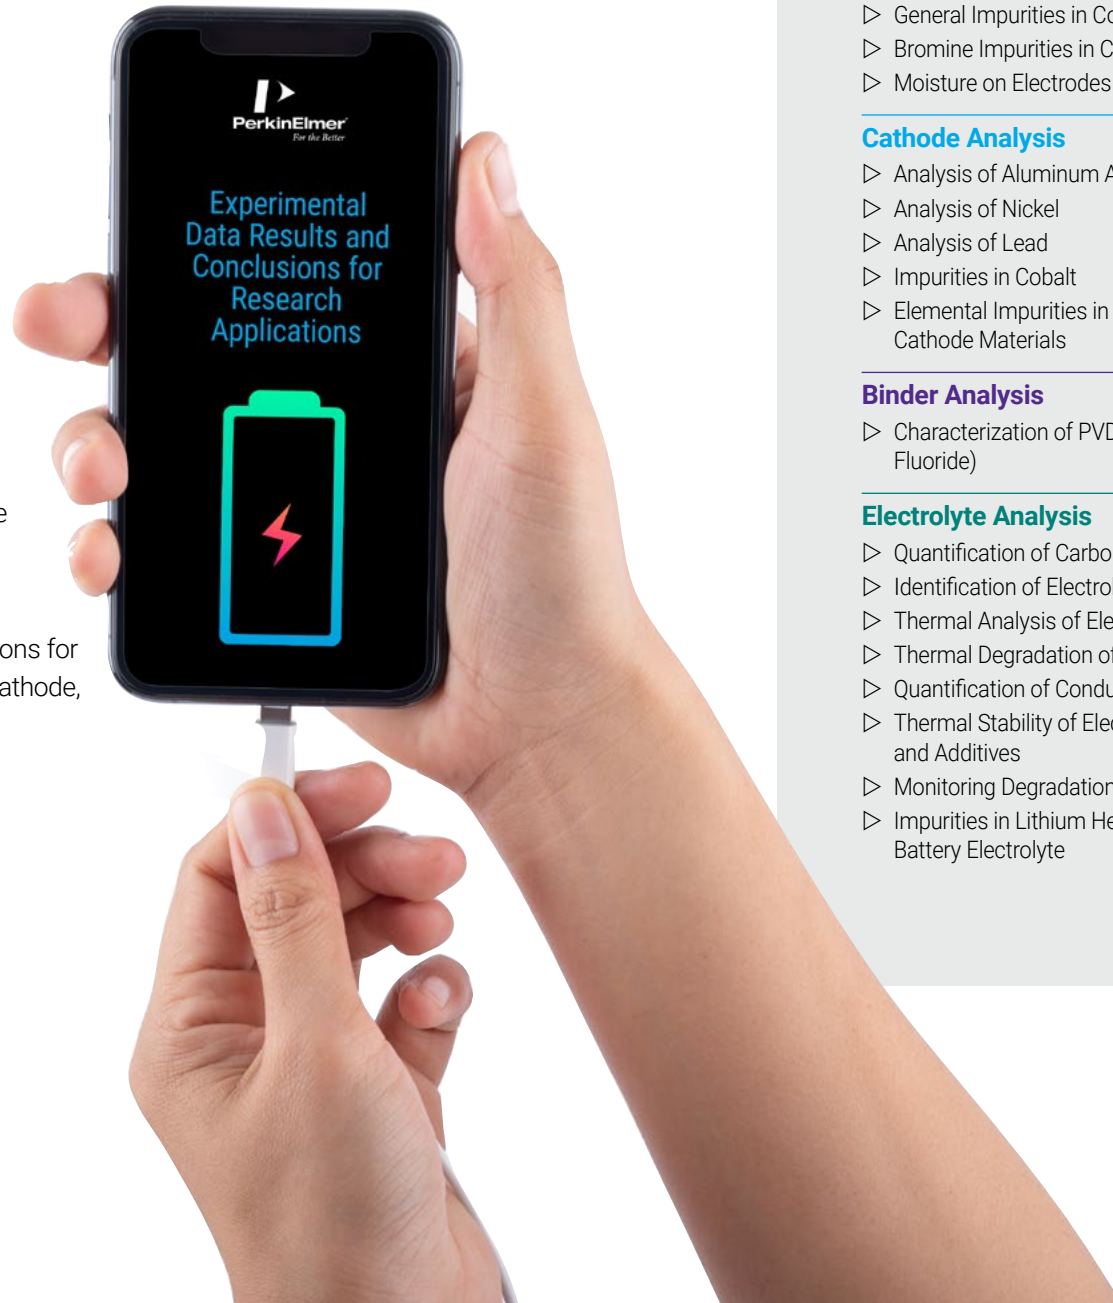 PerkinElmer
For the Better
Experimental
Data Results and
Conclusions for
Research
Applications
e
ons for
athode,
General Impurities in Co
Bromine Impurities in C
Moisture on Electrodes
Cathode Analysis
Analysis of Aluminum A
Analysis of Nickel
Analysis of Lead
Impurities in Cobalt
Elemental Impurities in
Cathode Materials
Binder Analysis
Characterization of PVD
Fluoride)
Electrolyte Analysis
Quantification of Carbo
Identification of Electrol
Thermal Analysis of Ele
Thermal Degradation of
Quantification of Condu
Thermal Stability of Elec
and Additives
Monitoring Degradation
Impurities in Lithium He
Battery Electrolyte